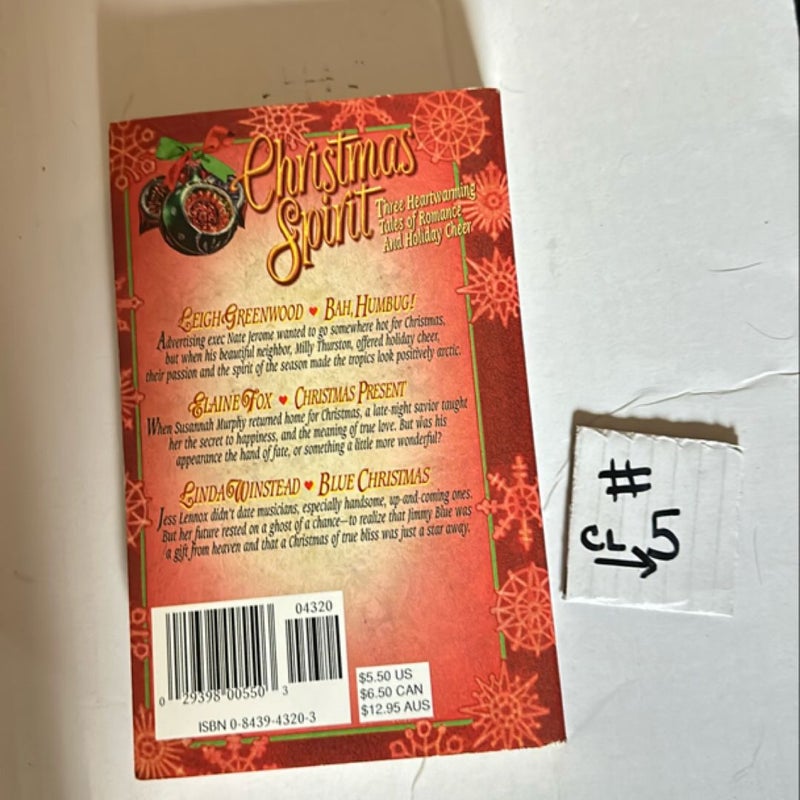 Christmas
Spirit
Three Heartwarming
Tales of Romance
And Holiday Cheer
Leigh Greenwood ♥ Bah, Humbug!
Advertising exec Nate Jerome wanted to go somewhere hot for Christmas,
but when his beautiful neighbor, Milly Thurston, offered holiday cheer,
their passion and the spirit of the season made the tropics look positively arctic.
Elaine Fox ♥ Christmas Present
When Susannah Murphy returned home for Christmas, a late-night savior taught
her the secret to happiness, and the meaning of true love. But was his
appearance the hand of fate, or something a little more wonderful?
Linda Winstead ♥ Blue Christmas
Jess Lennox didn't date musicians, especially handsome, up-and-coming ones.
But her future rested on a ghost of a chance—to realize that Jimmy Blue was
a gift from heaven and that a Christmas of true bliss was just a star away.
04320
0 29398 00550 3
ISBN 0-8439-4320-3
$5.50 US
$6.50 CAN
$12.95 AUS
#
CL 5